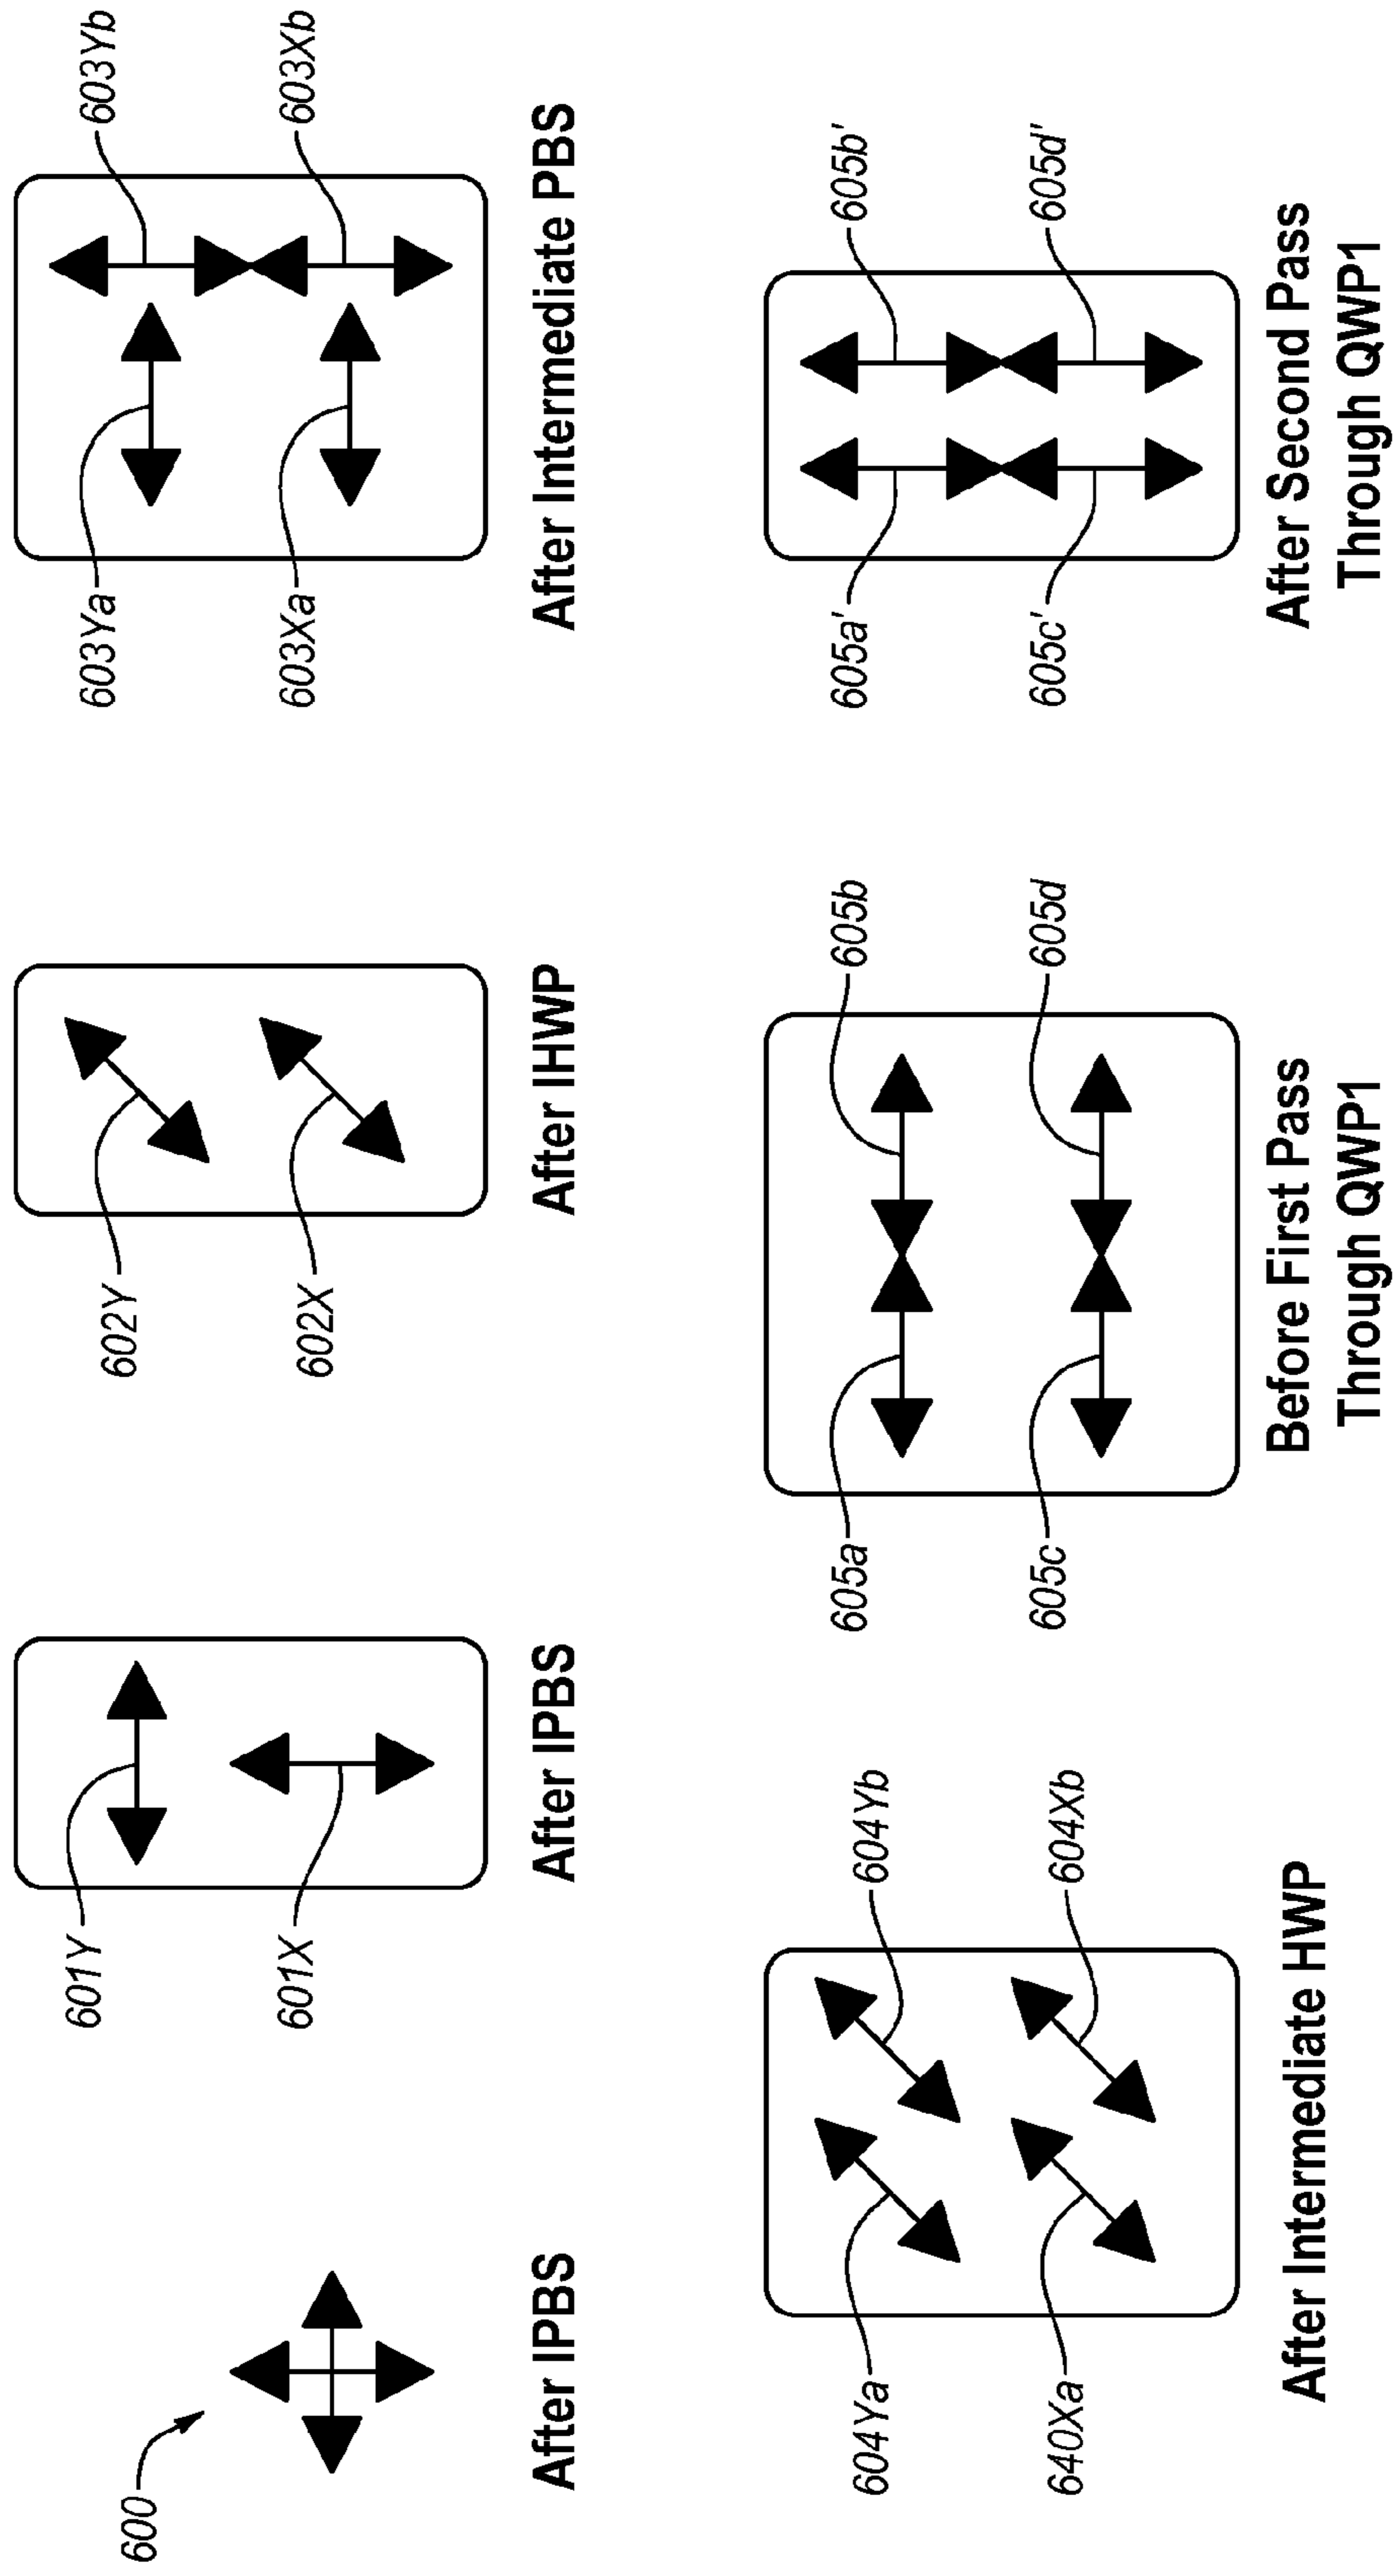 600
After IPBS
601Y
601X
After IPBS
602Y
602X
After IHWP
603Ya
603Yb
603Xa
603Xb
After Intermediate PBS
604Ya
604Yb
640Xa
604Xb
After Intermediate HWP
605a
605b
605c
605d
Before First Pass
Through QWP1
605a'
605b'
605c'
605d'
After Second Pass
Through QWP1